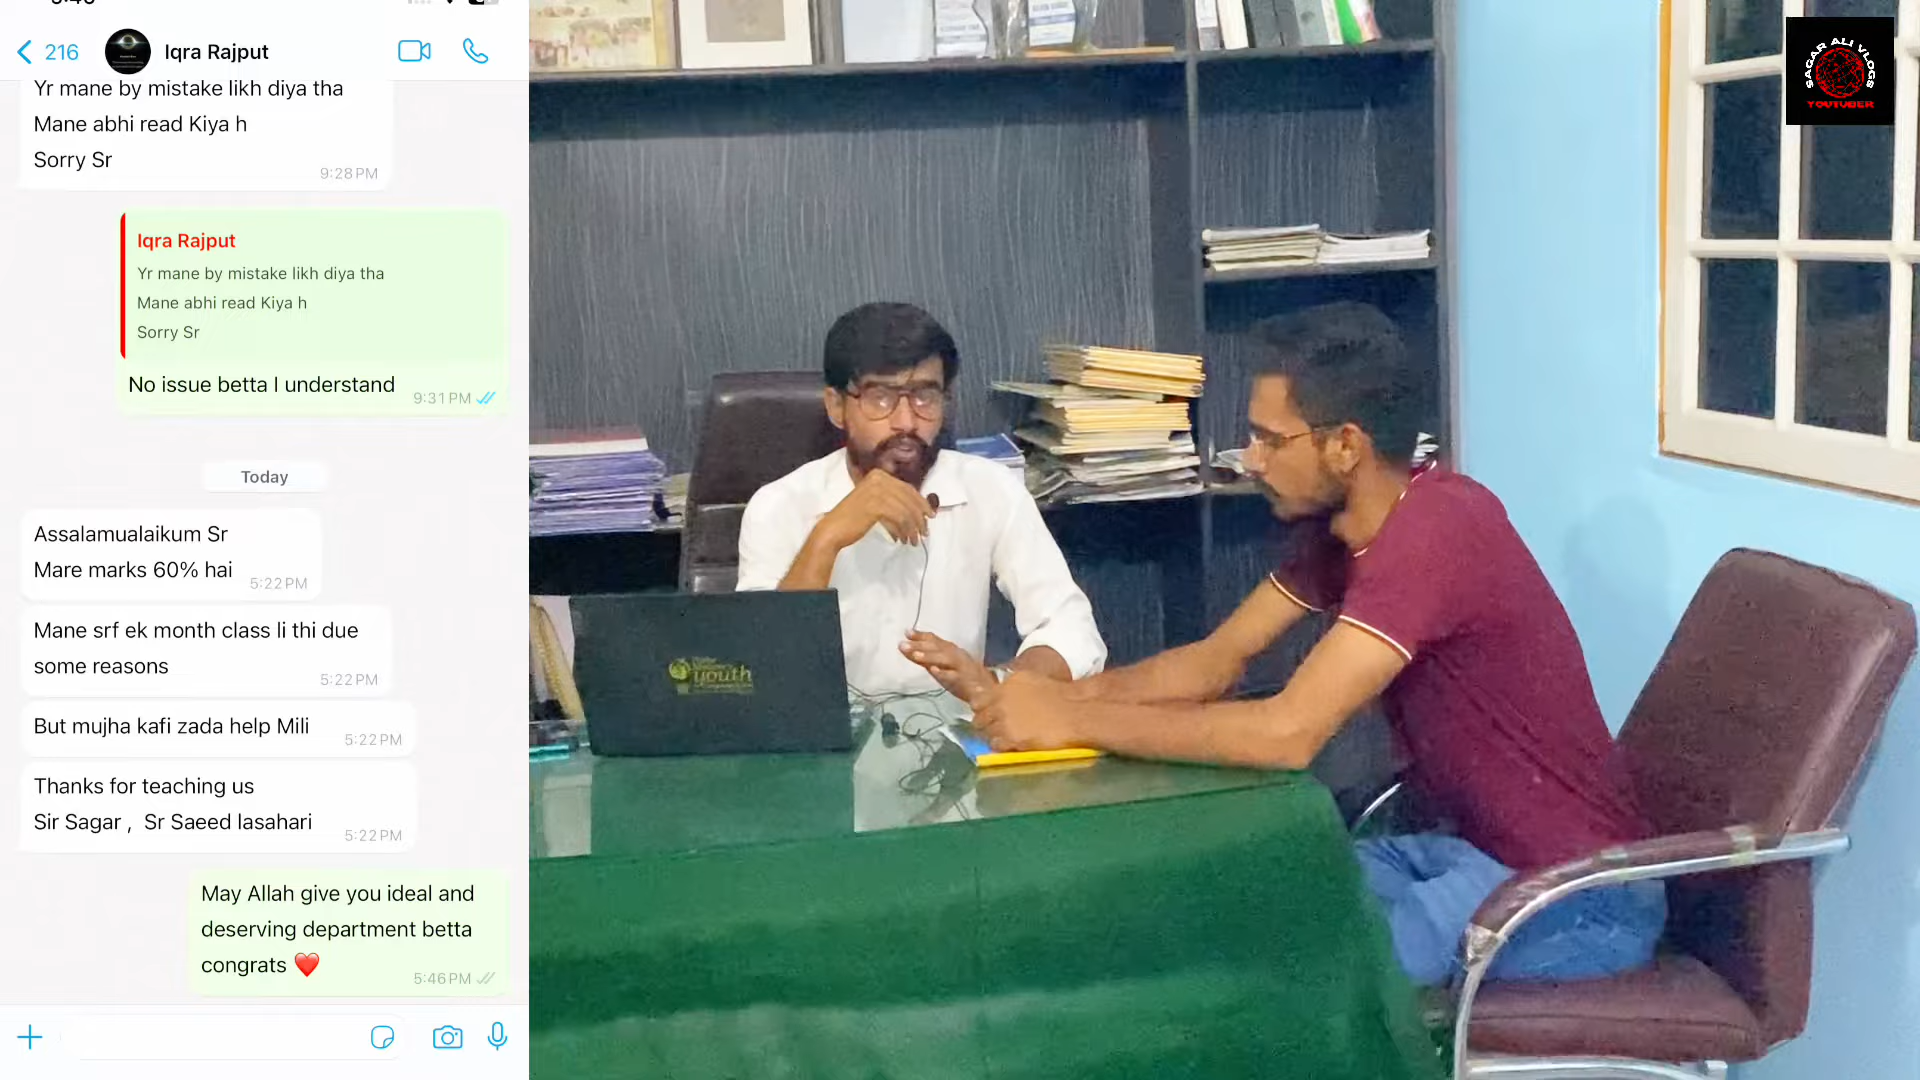 216
Iqra Rajput
Yr mane by mistake likh diya tha
Mane abhi read Kiya h
Sorry Sr
9:28 PM
Iqra Rajput
Yr mane by mistake likh diya tha
Mane abhi read Kiya h
Sorry Sr
No issue betta I understand
9:31 PM
Today
Assalamualaikum Sr
Mare marks 60% hai
5:22 PM
Mane srf ek month class li thi due
some reasons
5:22 PM
But mujha kafi zada help Mili
5:22 PM
Thanks for teaching us
Sir Sagar , Sr Saeed lasahari
5:22 PM
May Allah give you ideal and
deserving department betta
congrats ❤️
5:46 PM
youth
SAGAR ALI VLOGS
YOUTUBER